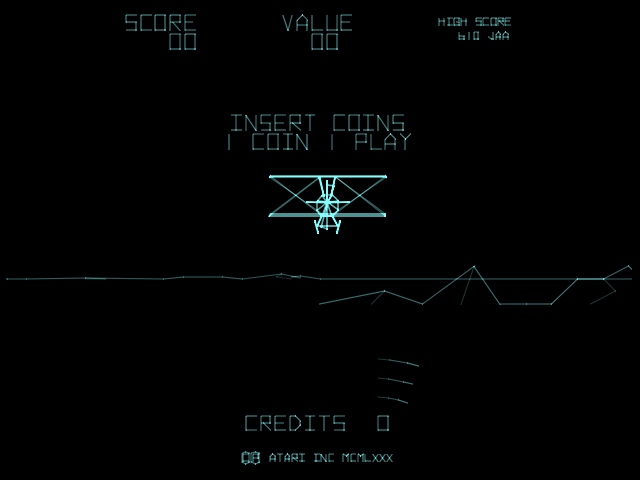 SCORE VALUE HIGH SCORE
00 00 610 JAA
INSERT COINS
1 COIN 1 PLAY
CREDITS 0
ATARI INC MCMLXXX